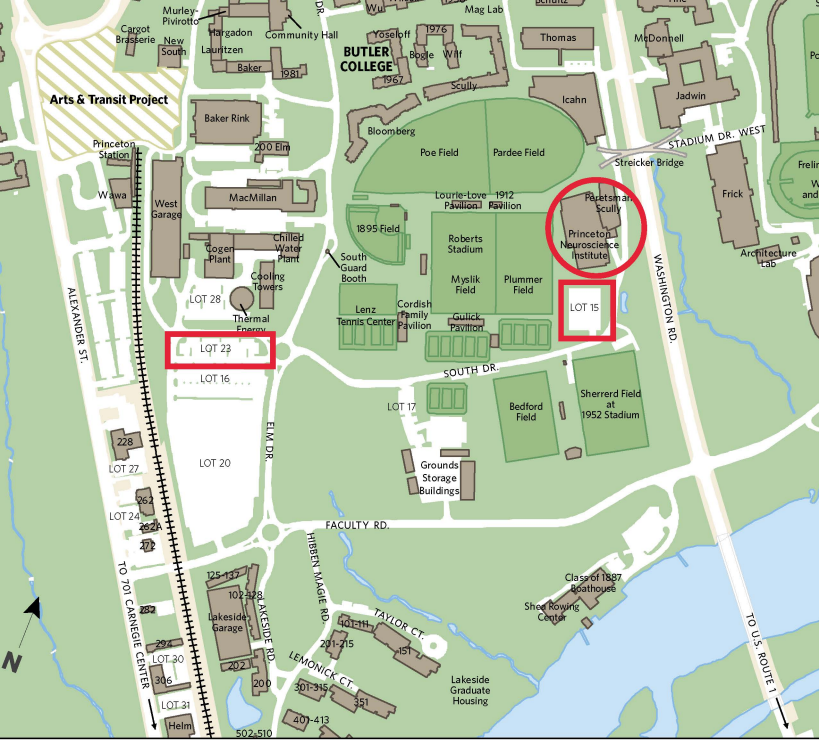 Murley-
Pivirotto
DR.
Wu
Mag Lab
Schultz
Cargot
Brasserie
New
South
Hargadon
Lauritzen
Community Hall
Baker
1981
BUTLER
COLLEGE
Yoseloff
1976
Bogle
Wilf
1967
Scully
Thomas
McDonnell
Arts & Transit Project
Baker Rink
Bloomberg
Icahn
Jadwin
Princeton
Station
200 Elm
Poe Field
Pardee Field
STADIUM DR. WEST
Streicker Bridge
Wawa
West
Garage
MacMillan
Lourie-Love
Pavilion
1912
Pavilion
Peretsman
Scully
Frick
1895 Field
Princeton
Neuroscience
Institute
Cogen
Plant
Chilled
Water
Plant
Roberts
Stadium
Architecture
Lab
South
Guard
Booth
Cooling
Towers
Myslik
Field
Plummer
Field
WASHINGTON RD.
ALEXANDER ST.
LOT 28
Thermal
Energy
Lenz
Tennis Center
Cordish
Family
Pavilion
Gulick
Pavilion
LOT 15
LOT 23
LOT 16
SOUTH DR.
LOT 17
Bedford
Field
Sherrerd Field
at
1952 Stadium
228
ELM DR.
LOT 20
LOT 27
Grounds
Storage
Buildings
262
LOT 24
262A
272
FACULTY RD.
HIBBEN MAGIE RD.
TO 701 CARNEGIE CENTER
125-137
102-128
Class of 1887
Boathouse
Shea Rowing
Center
282
Lakeside
Garage
LAKESIDE RD.
TAYLOR CT.
101-111
TO U.S. ROUTE 1
294
201-215
151
N
LOT 30
202
LEMONICK CT.
306
200
301-315
351
Lakeside
Graduate
Housing
LOT 31
401-413
Helm
502-510